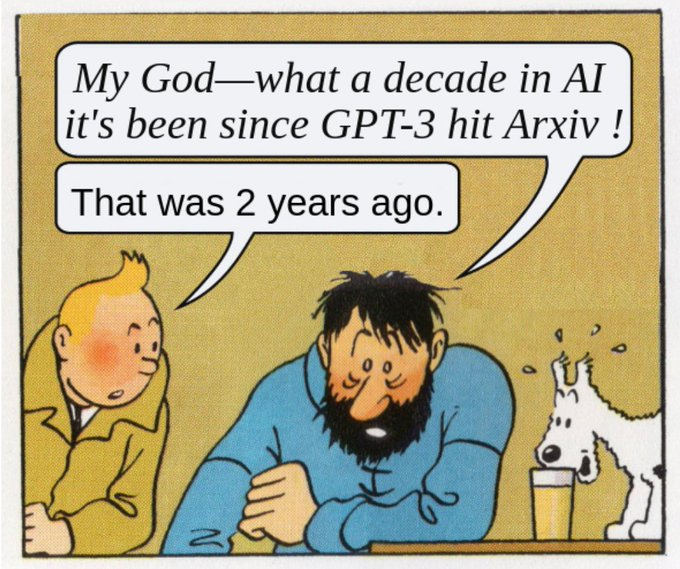 My God—what a decade in AI
it's been since GPT-3 hit Arxiv !
That was 2 years ago.